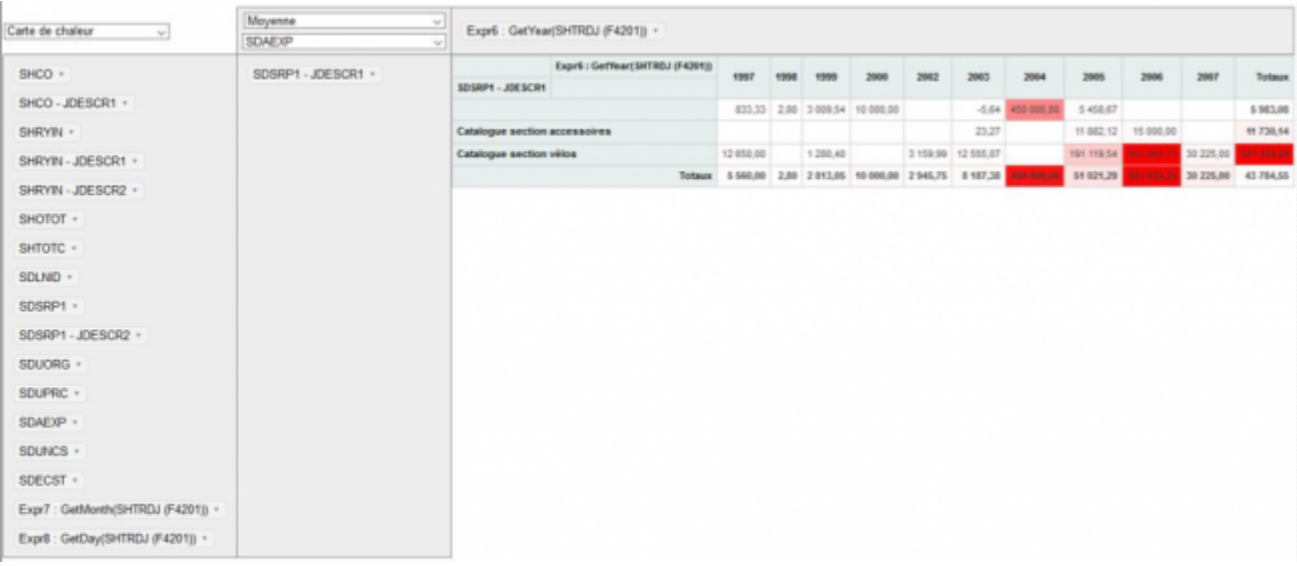 Carte de chaleur
Moyenne
SDAEXP
Expr6 : GetYear(SHTRDJ (F4201))
SHCO
SHCO - JDESCR1
SHRYIN
SHRYIN - JDESCR1
SHRYIN - JDESCR2
SHOTOT
SHTOTC
SDLNID
SDSRP1
SDSRP1 - JDESCR2
SDUORG
SDUPRC
SDAEXP
SDUNCS
SDECST
Expr7 : GetMonth(SHTRDJ (F4201))
Expr8 : GetDay(SHTRDJ (F4201))
SDSRP1 - JDESCR1
Expr6 : GetYear(SHTRDJ (F4201)) 1997 1998 1999 2000 2002 2003 2004 2005 2006 2007 Totaux
SDSRP1 - JDESCR1
833,33 2,80 3 009,54 10 000,00 -5,64 450 000,00 5 458,67 5 983,08
Catalogue section accessoires 23,27 11 882,12 15 000,00 11 730,14
Catalogue section vélos 12 650,00 1 280,40 3 159,99 12 555,07 191 119,54 30 225,00
Totaux 5 560,00 2,80 2 813,05 10 000,00 2 945,75 8 187,38 51 021,29 30 225,00 43 784,55